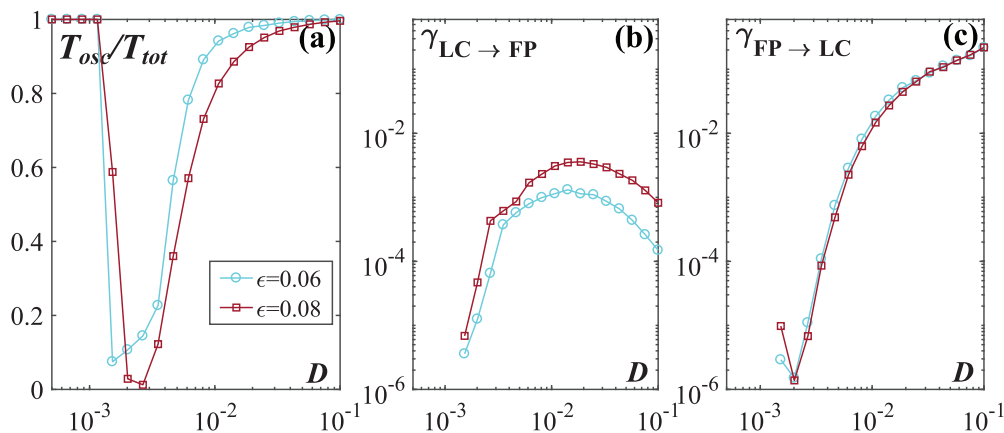 T_osc/T_tot (a)
1
0.8
0.6
0.4
0.2
0
ϵ=0.06
ϵ=0.08
D
10^-3 10^-2 10^-1
γ_LC → FP (b)
10^-2
10^-4
10^-6
D
10^-3 10^-2 10^-1
γ_FP → LC (c)
10^-2
10^-4
10^-6
D
10^-3 10^-2 10^-1